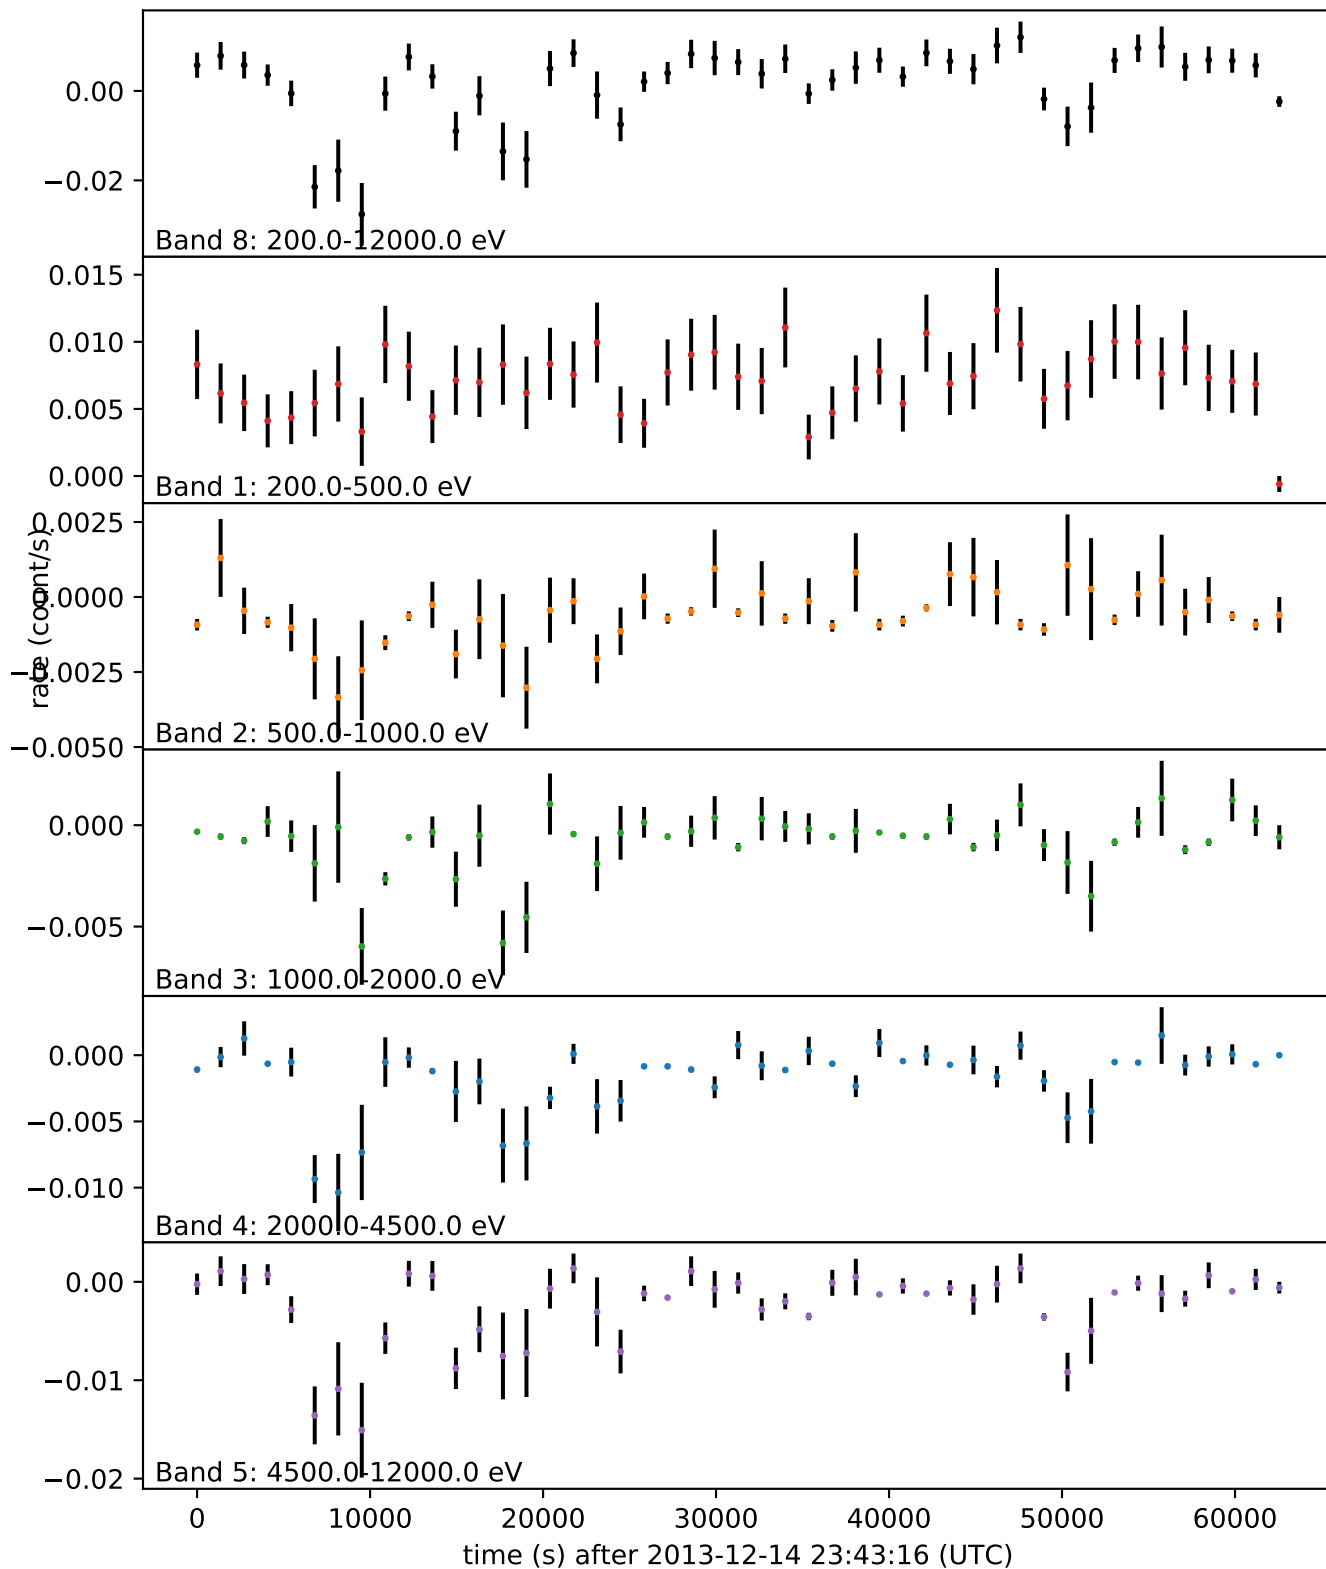 0.00
−0.02
Band 8: 200.0-12000.0 eV
0.015
0.010
0.005
0.000
Band 1: 200.0-500.0 eV
rate (count/s)
0.0025
0.0000
−0.0025
−0.0050
Band 2: 500.0-1000.0 eV
0.000
−0.005
Band 3: 1000.0-2000.0 eV
0.000
−0.005
−0.010
Band 4: 2000.0-4500.0 eV
0.00
−0.01
−0.02
Band 5: 4500.0-12000.0 eV
0 10000 20000 30000 40000 50000 60000
time (s) after 2013-12-14 23:43:16 (UTC)